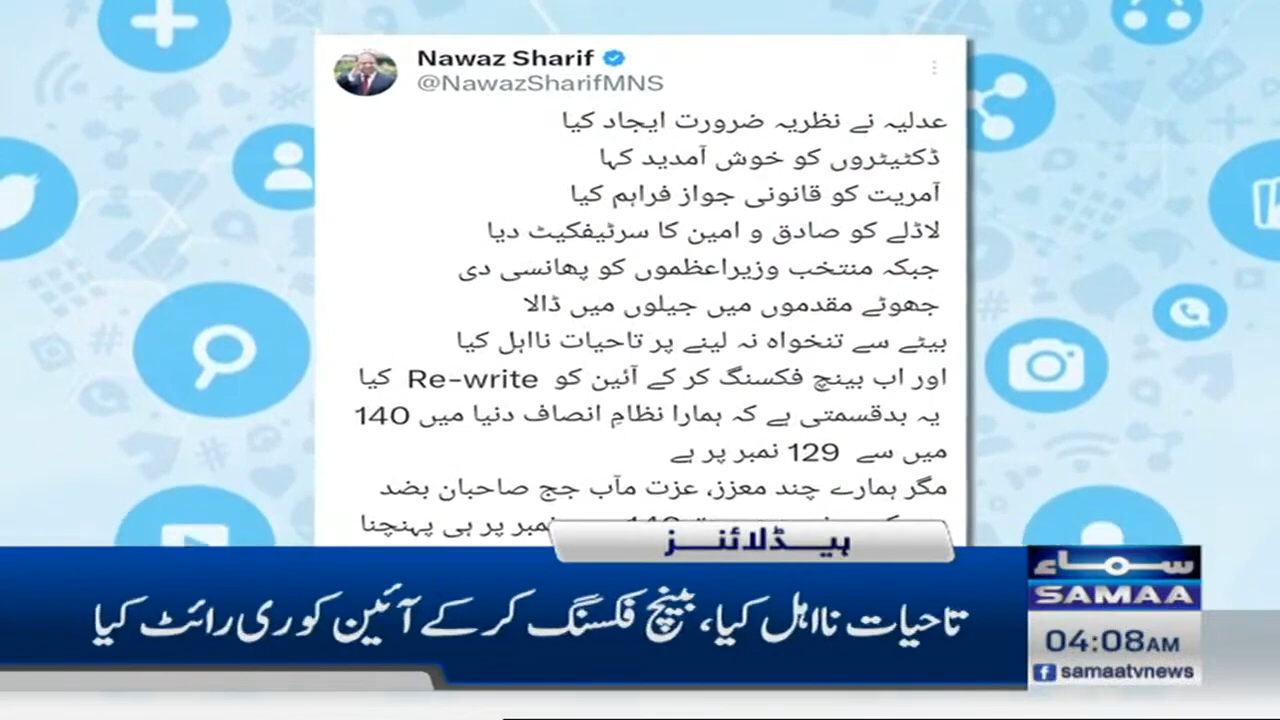 Nawaz Sharif
@NawazSharifMNS
عدلیہ نے نظریہ ضرورت ایجاد کیا
ڈکٹیٹروں کو خوش آمدید کہا
آمریت کو قانونی جواز فراہم کیا
لاڈلے کو صادق و امین کا سرٹیفکیٹ دیا
جبکہ منتخب وزیراعظموں کو پھانسی دی
جھوٹے مقدموں میں جیلوں میں ڈالا
بیٹے سے تنخواہ نہ لینے پر تاحیات نااہل کیا
اور اب بینچ فکسنگ کر کے آئین کو Re-write کیا
یہ بدقسمتی ہے کہ ہمارا نظامِ انصاف دنیا میں 140
میں سے 129 نمبر پر ہے
مگر ہمارے چند معزز، عزت مآب جج صاحبان بضد
نمبر پر ہی پہنچنا
ہیڈلائنز
تاحیات نااہل کیا، بینچ فکسنگ کر کے آئین کو ری رائٹ کیا
سماء
SAMAA
04:08AM
samaatvnews